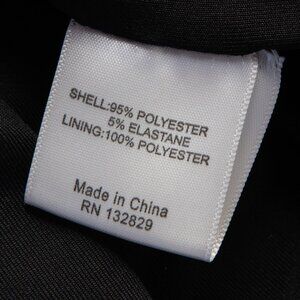 SHELL:95% POLYESTER
5% ELASTANE
LINING:100% POLYESTER
Made in China
RN 132829